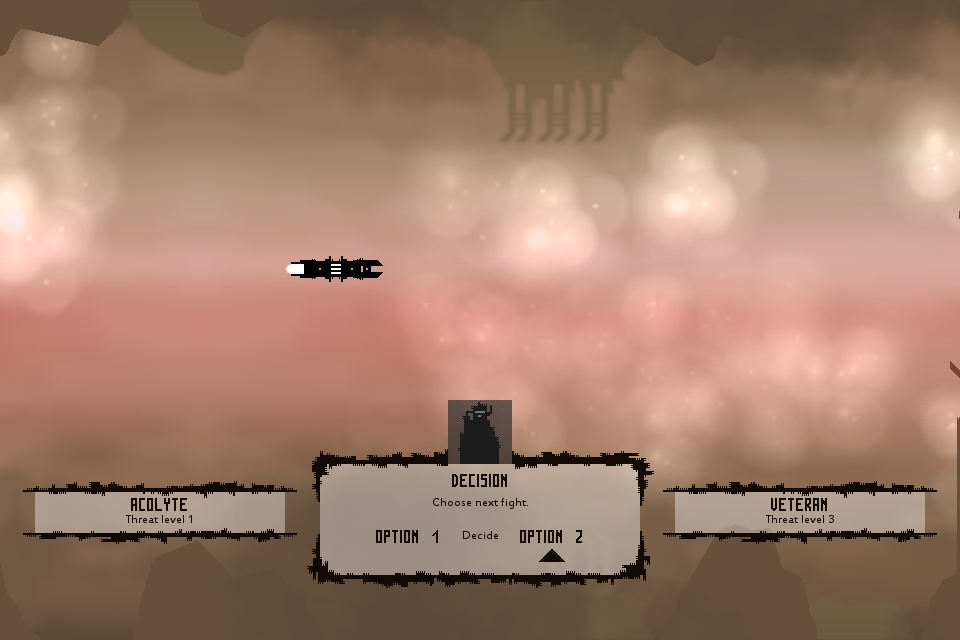 DECISION
Choose next fight.
OPTION 1 Decide OPTION 2
ACOLYTE
Threat level 1
VETERAN
Threat level 3